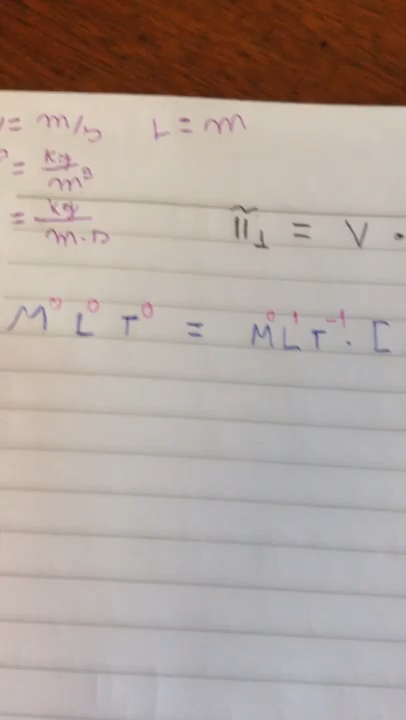 = m/s L = m
= kg/m³
= kg/m·s
π₁ = V ·
M⁰ L⁰ T⁰ = M⁰ L¹ T⁻¹ · [